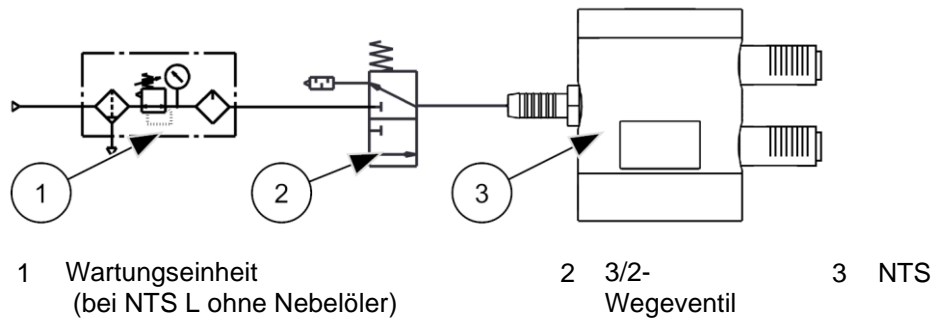 1
2
3
1 Wartungseinheit
(bei NTS L ohne Nebelöler)
2 3/2-
Wegeventil
3 NTS